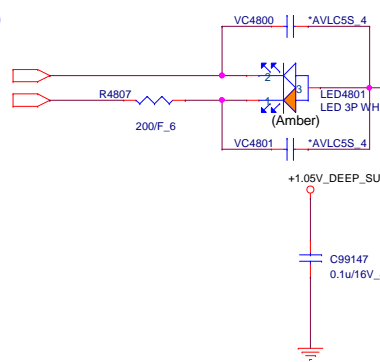 VC4800 *AVLC5S_4
2
3
LED4801
LED 3P WH
R4807
1
(Amber)
200/F_6
VC4801 *AVLC5S_4
+1.05V_DEEP_SU
C99147
0.1u/16V_